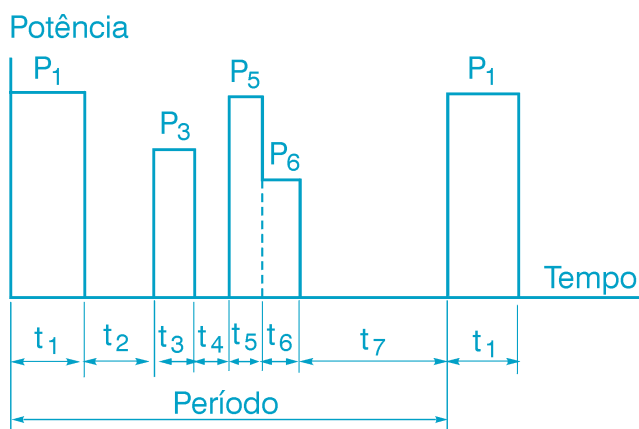 Potência
P1 P5 P1
P3
P6
Tempo
t1 t2 t3 t4 t5 t6 t7 t1
Período